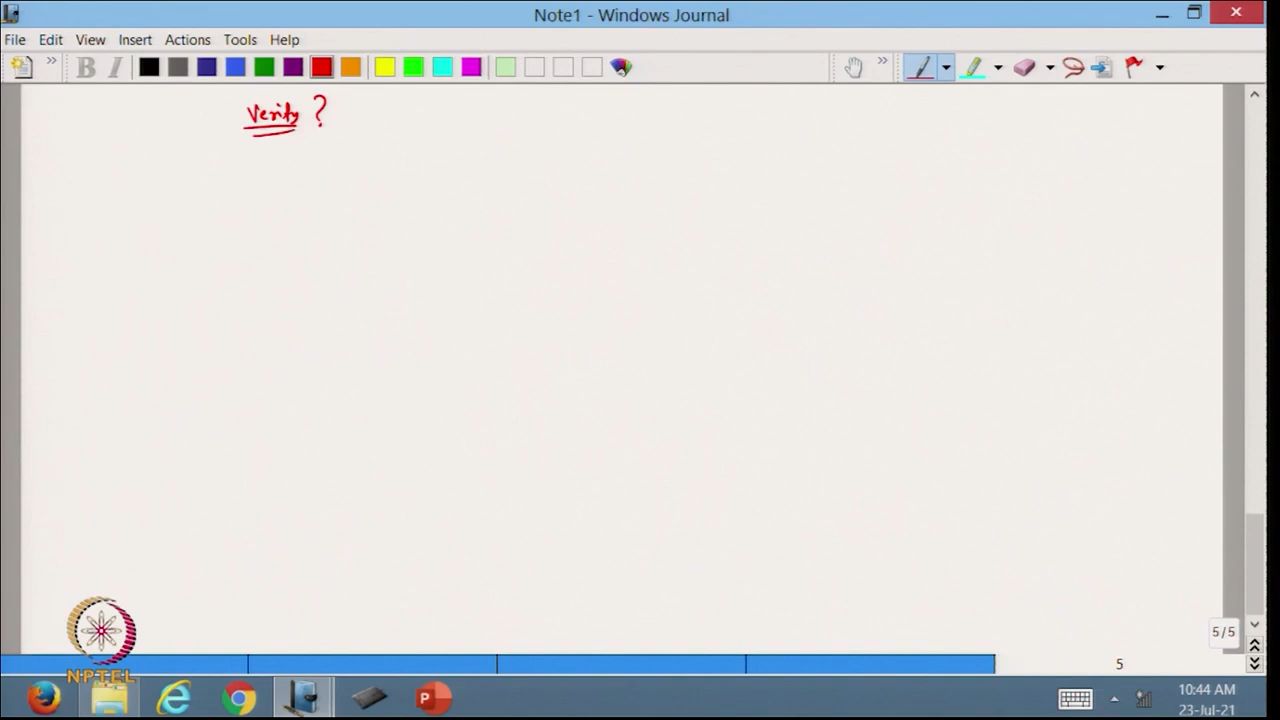 Note1 - Windows Journal
File Edit View Insert Actions Tools Help
B I
Verify ?
5/5
5
NPTEL
10:44 AM
23-Jul-21